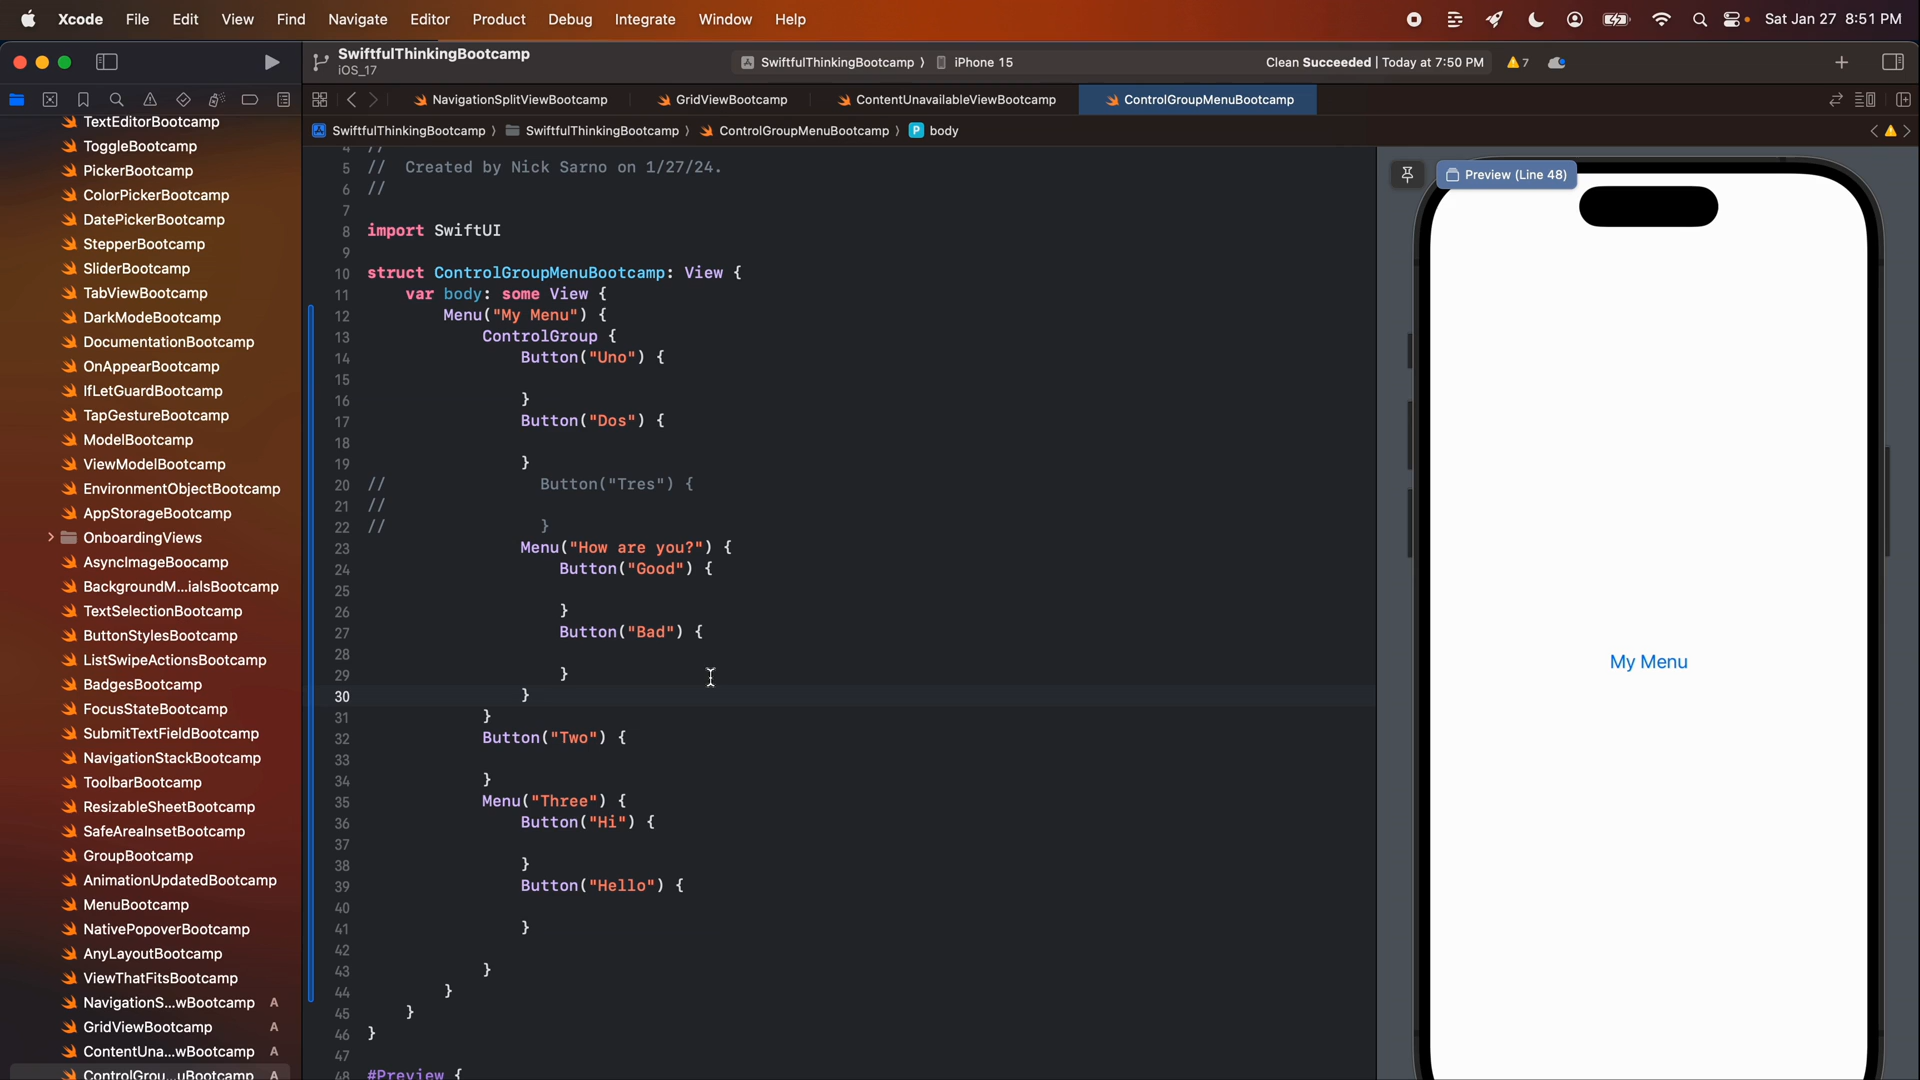 Xcode File Edit View Find Navigate Editor Product Debug Integrate Window Help Sat Jan 27 8:51 PM
SwiftfulThinkingBootcamp
iOS_17
SwiftfulThinkingBootcamp 〉 iPhone 15 Clean Succeeded | Today at 7:50 PM 7
NavigationSplitViewBootcamp GridViewBootcamp ContentUnavailableViewBootcamp ControlGroupMenuBootcamp
SwiftfulThinkingBootcamp 〉 SwiftfulThinkingBootcamp 〉 ControlGroupMenuBootcamp 〉 P body
TextEditorBootcamp
ToggleBootcamp
PickerBootcamp
ColorPickerBootcamp
DatePickerBootcamp
StepperBootcamp
SliderBootcamp
TabViewBootcamp
DarkModeBootcamp
DocumentationBootcamp
OnAppearBootcamp
IfLetGuardBootcamp
TapGestureBootcamp
ModelBootcamp
ViewModelBootcamp
EnvironmentObjectBootcamp
AppStorageBootcamp
OnboardingViews
AsyncImageBoocamp
BackgroundM...ialsBootcamp
TextSelectionBootcamp
ButtonStylesBootcamp
ListSwipeActionsBootcamp
BadgesBootcamp
FocusStateBootcamp
SubmitTextFieldBootcamp
NavigationStackBootcamp
ToolbarBootcamp
ResizableSheetBootcamp
SafeAreaInsetBootcamp
GroupBootcamp
AnimationUpdatedBootcamp
MenuBootcamp
NativePopoverBootcamp
AnyLayoutBootcamp
ViewThatFitsBootcamp
NavigationS...wBootcamp A
GridViewBootcamp A
ContentUna...wBootcamp A
ControlGrou...uBootcamp A
4 //
5 // Created by Nick Sarno on 1/27/24.
6 //
7
8 import SwiftUI
9
10 struct ControlGroupMenuBootcamp: View {
11 var body: some View {
12 Menu("My Menu") {
13 ControlGroup {
14 Button("Uno") {
15
16 }
17 Button("Dos") {
18
19 }
20 // Button("Tres") {
21 //
22 // }
23 Menu("How are you?") {
24 Button("Good") {
25
26 }
27 Button("Bad") {
28
29 }
30 }
31 }
32 Button("Two") {
33
34 }
35 Menu("Three") {
36 Button("Hi") {
37
38 }
39 Button("Hello") {
40
41 }
42
43 }
44 }
45 }
46 }
47
48 #Preview {
Preview (Line 48)
My Menu